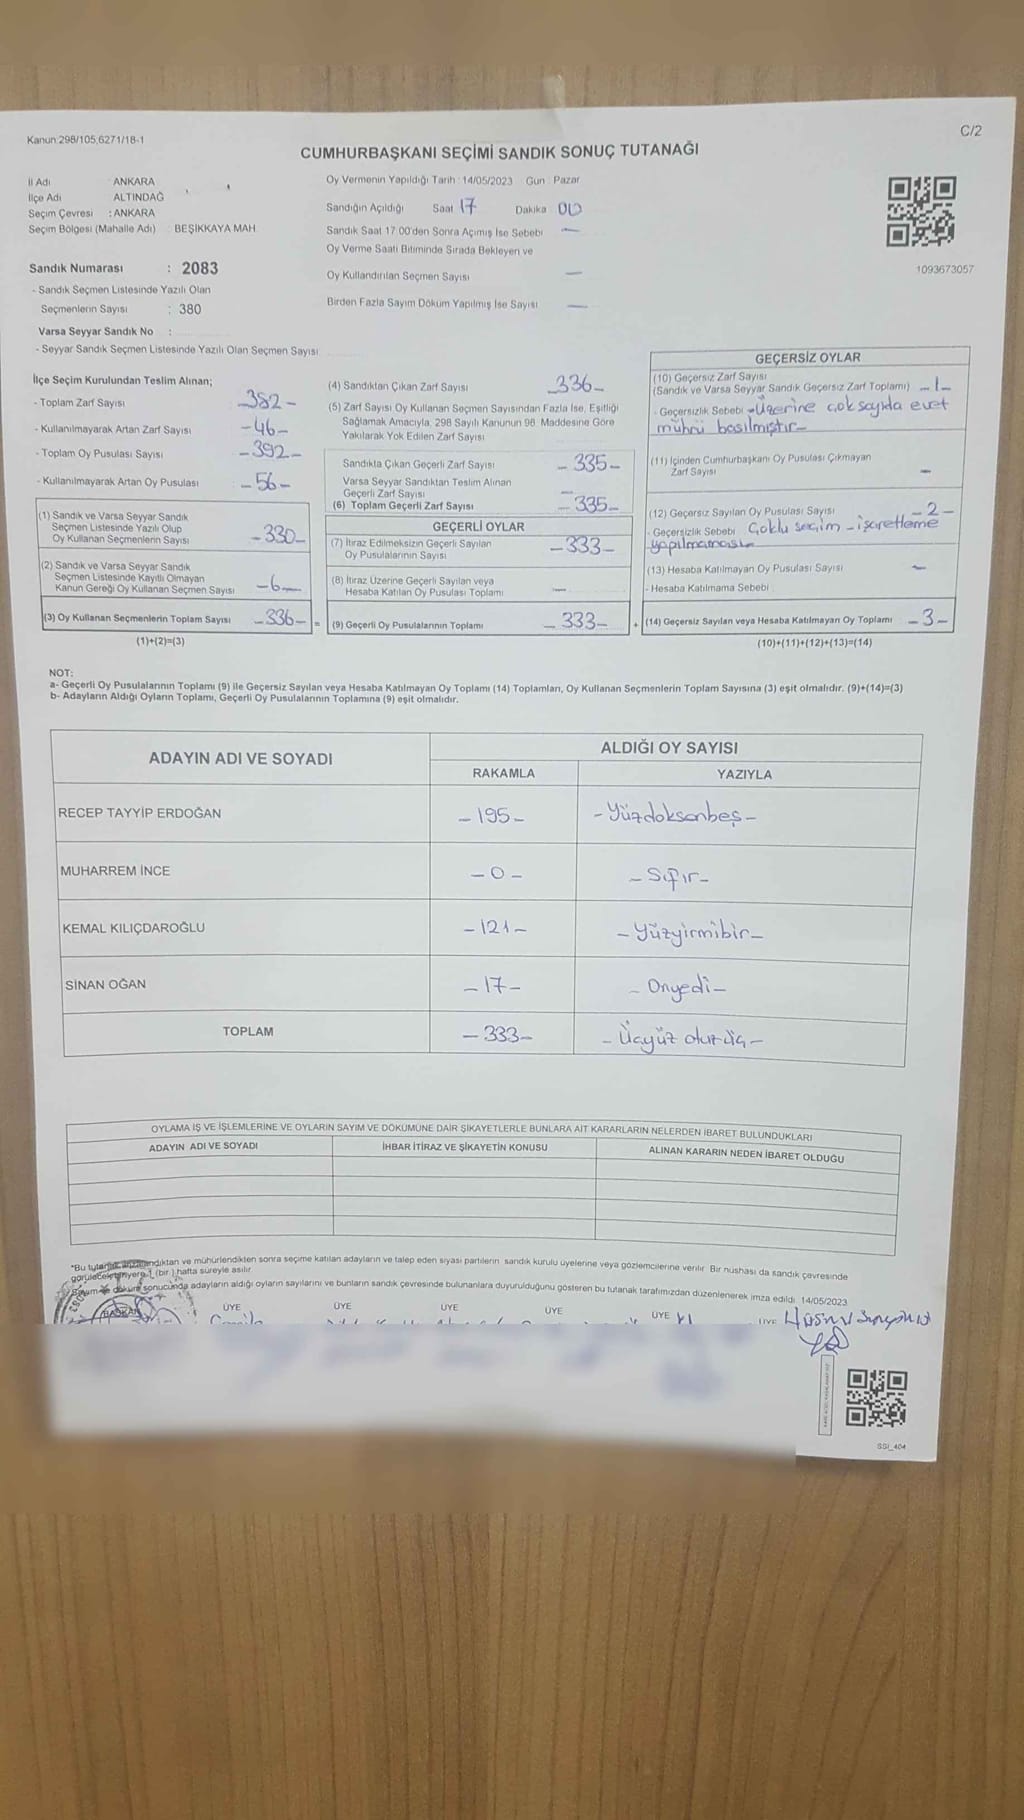 Kanun 298/105,6271/18-1
C/2
CUMHURBAŞKANI SEÇİMİ SANDIK SONUÇ TUTANAĞI
İl Adı : ANKARA
İlçe Adı : ALTINDAĞ
Seçim Çevresi : ANKARA
Seçim Bölgesi (Mahalle Adı) : BEŞİKKAYA MAH.
Sandık Numarası : 2083
- Sandık Seçmen Listesinde Yazılı Olan
Seçmenlerin Sayısı : 380
Varsa Seyyar Sandık No :
- Seyyar Sandık Seçmen Listesinde Yazılı Olan Seçmen Sayısı
Oy Vermenin Yapıldığı Tarih : 14/05/2023 Gün : Pazar
Sandığın Açıldığı Saat 17 Dakika 00
Sandık Saat 17.00'den Sonra Açımış İse Sebebi —
Oy Verme Saati Bitiminde Sırada Bekleyen ve
Oy Kullandırılan Seçmen Sayısı —
Birden Fazla Sayım Döküm Yapılmış İse Sayısı —
1093673057
İlçe Seçim Kurulundan Teslim Alınan;
- Toplam Zarf Sayısı -382-
- Kullanılmayarak Artan Zarf Sayısı -46-
- Toplam Oy Pusulası Sayısı -392-
- Kullanılmayarak Artan Oy Pusulası -56-
(1) Sandık ve Varsa Seyyar Sandık
Seçmen Listesinde Yazılı Olup
Oy Kullanan Seçmenlerin Sayısı -330-
(2) Sandık ve Varsa Seyyar Sandık
Seçmen Listesinde Kayıtlı Olmayan
Kanun Gereği Oy Kullanan Seçmen Sayısı -6-
(3) Oy Kullanan Seçmenlerin Toplam Sayısı -336- =
(1)+(2)=(3)
(4) Sandıktan Çıkan Zarf Sayısı 336-
(5) Zarf Sayısı Oy Kullanan Seçmen Sayısından Fazla İse, Eşitliği
Sağlamak Amacıyla, 298 Sayılı Kanunun 98. Maddesine Göre
Yakılarak Yok Edilen Zarf Sayısı
Sandıkta Çıkan Geçerli Zarf Sayısı -335-
Varsa Seyyar Sandıktan Teslim Alınan
Geçerli Zarf Sayısı —
(6) Toplam Geçerli Zarf Sayısı -335-
GEÇERLİ OYLAR
(7) İtiraz Edilmeksizin Geçerli Sayılan
Oy Pusulalarının Sayısı -333-
(8) İtiraz Üzerine Geçerli Sayılan veya
Hesaba Katılan Oy Pusulası Toplamı —
(9) Geçerli Oy Pusulalarının Toplamı -333- +
GEÇERSİZ OYLAR
(10) Geçersiz Zarf Sayısı
(Sandık ve Varsa Seyyar Sandık Geçersiz Zarf Toplamı) -1-
- Geçersizlik Sebebi -Üzerine çok sayıda evet
mührü basılmıştır-
(11) İçinden Cumhurbaşkanı Oy Pusulası Çıkmayan
Zarf Sayısı -
(12) Geçersiz Sayılan Oy Pusulası Sayısı -2-
- Geçersizlik Sebebi Çoklu seçim - işaretleme
yapılmaması-
(13) Hesaba Katılmayan Oy Pusulası Sayısı -
- Hesaba Katılmama Sebebi
(14) Geçersiz Sayılan veya Hesaba Katılmayan Oy Toplamı -3-
(10)+(11)+(12)+(13)=(14)
NOT:
a- Geçerli Oy Pusulalarının Toplamı (9) ile Geçersiz Sayılan veya Hesaba Katılmayan Oy Toplamı (14) Toplamları, Oy Kullanan Seçmenlerin Toplam Sayısına (3) eşit olmalıdır. (9)+(14)=(3)
b- Adayların Aldığı Oyların Toplamı, Geçerli Oy Pusulalarının Toplamına (9) eşit olmalıdır.
ADAYIN ADI VE SOYADI
ALDIĞI OY SAYISI
RAKAMLA YAZIYLA
RECEP TAYYİP ERDOĞAN -195- -Yüzdoksanbeş-
MUHARREM İNCE -0- -Sıfır-
KEMAL KILIÇDAROĞLU -121- -Yüzyirmibir-
SİNAN OĞAN -17- -Onyedi-
TOPLAM -333- -Üçyüz otuzüç-
OYLAMA İŞ VE İŞLEMLERİNE VE OYLARIN SAYIM VE DÖKÜMÜNE DAİR ŞİKAYETLERLE BUNLARA AİT KARARLARIN NELERDEN İBARET BULUNDUKLARI
ADAYIN ADI VE SOYADI İHBAR İTİRAZ VE ŞİKAYETİN KONUSU ALINAN KARARIN NEDEN İBARET OLDUĞU
*Bu tutanak, ıktan ve mühürlendikten sonra seçime katılan adayların ve talep eden siyasi partilerin sandık kurulu üyelerine veya gözlemcilerine verilir. Bir nüshası da sandık çevresinde
görülecek bir yere 1 (bir) hafta süreyle asılır.
Sayım ve döküm sonucunda adayların aldığı oyların sayılarını ve bunların sandık çevresinde bulunanlara duyurulduğunu gösteren bu tutanak tarafımızdan düzenlenerek imza edildi. 14/05/2023
BAŞKAN ÜYE ÜYE ÜYE ÜYE ÜYE ÜYE
SSİ_404